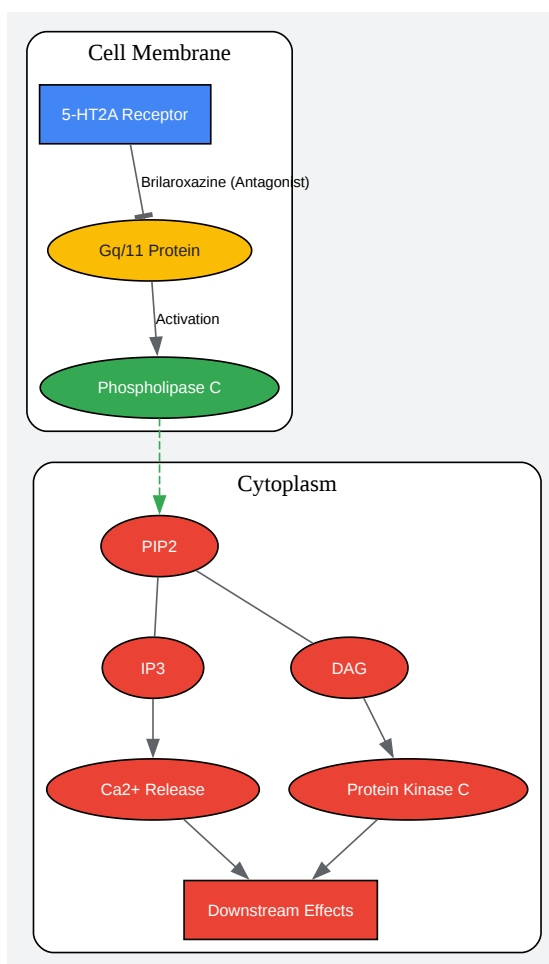 Cell Membrane
5-HT2A Receptor
Brilaroxazine (Antagonist)
Gq/11 Protein
Activation
Phospholipase C
Cytoplasm
PIP2
IP3
DAG
Ca2+ Release
Protein Kinase C
Downstream Effects